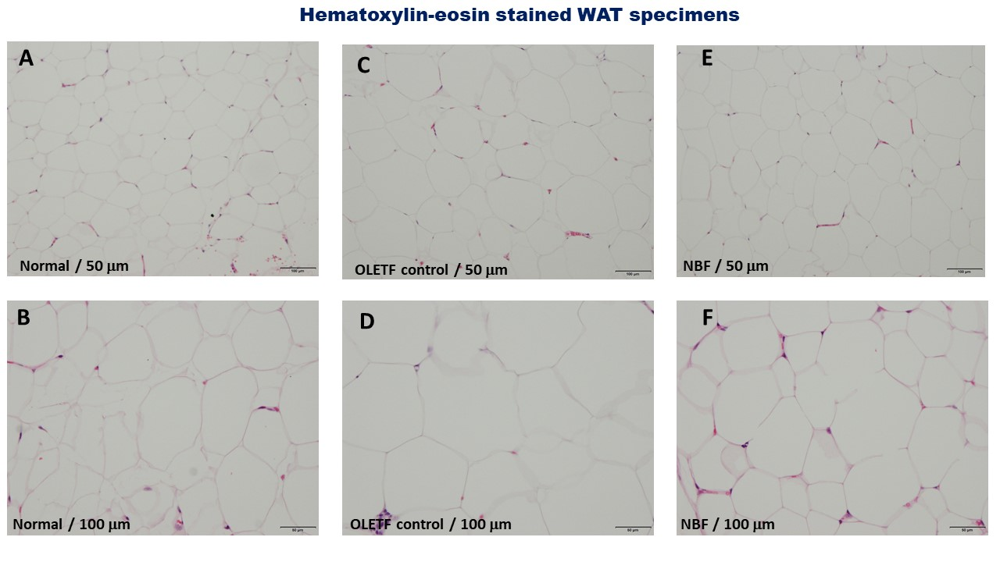 Hematoxylin-eosin stained WAT specimens
A
C
E
Normal / 50 µm
100 µm
OLETF control / 50 µm
100 µm
NBF / 50 µm
100 µm
B
D
F
Normal / 100 µm
50 µm
OLETF control / 100 µm
50 µm
NBF / 100 µm
50 µm